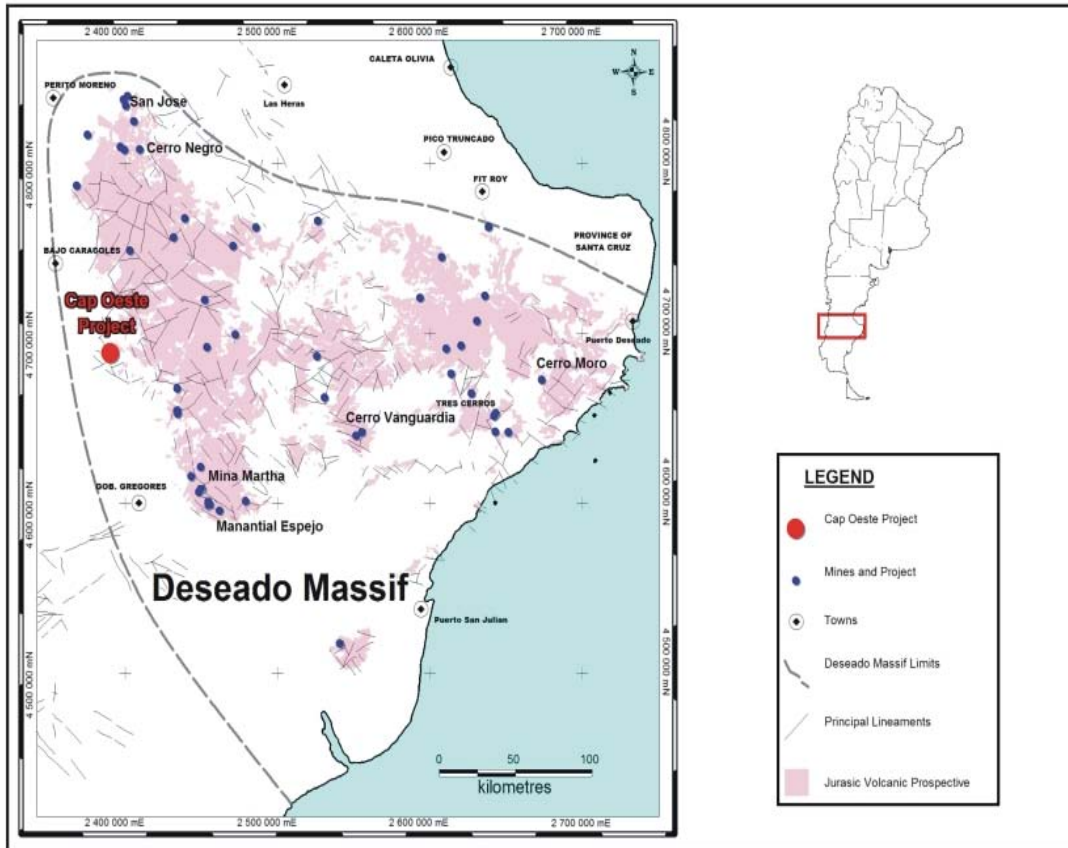 2 400 000 mE
2 500 000 mE
2 600 000 mE
2 700 000 mE
CALETA OLIVIA
N
W
E
S
PERITO MORENO
Las Heras
San Jose
Cerro Negro
PICO TRUNCADO
FIT ROY
4 800 000 mN
4 800 000 mN
PROVINCE OF
SANTA CRUZ
BAJO CARACOLES
Cap Oeste
Project
4 700 000 mN
4 700 000 mN
Puerto Deseado
Cerro Moro
TRES CERROS
Cerro Vanguardia
Mina Martha
GOB. GREGORES
Manantial Espejo
4 600 000 mN
4 600 000 mN
Deseado Massif
Puerto San Julian
4 500 000 mN
4 500 000 mN
0 50 100
kilometres
2 400 000 mE
2 500 000 mE
2 600 000 mE
2 700 000 mE
LEGEND
Cap Oeste Project
Mines and Project
Towns
Deseado Massif Limits
Principal Lineaments
Jurasic Volcanic Prospective